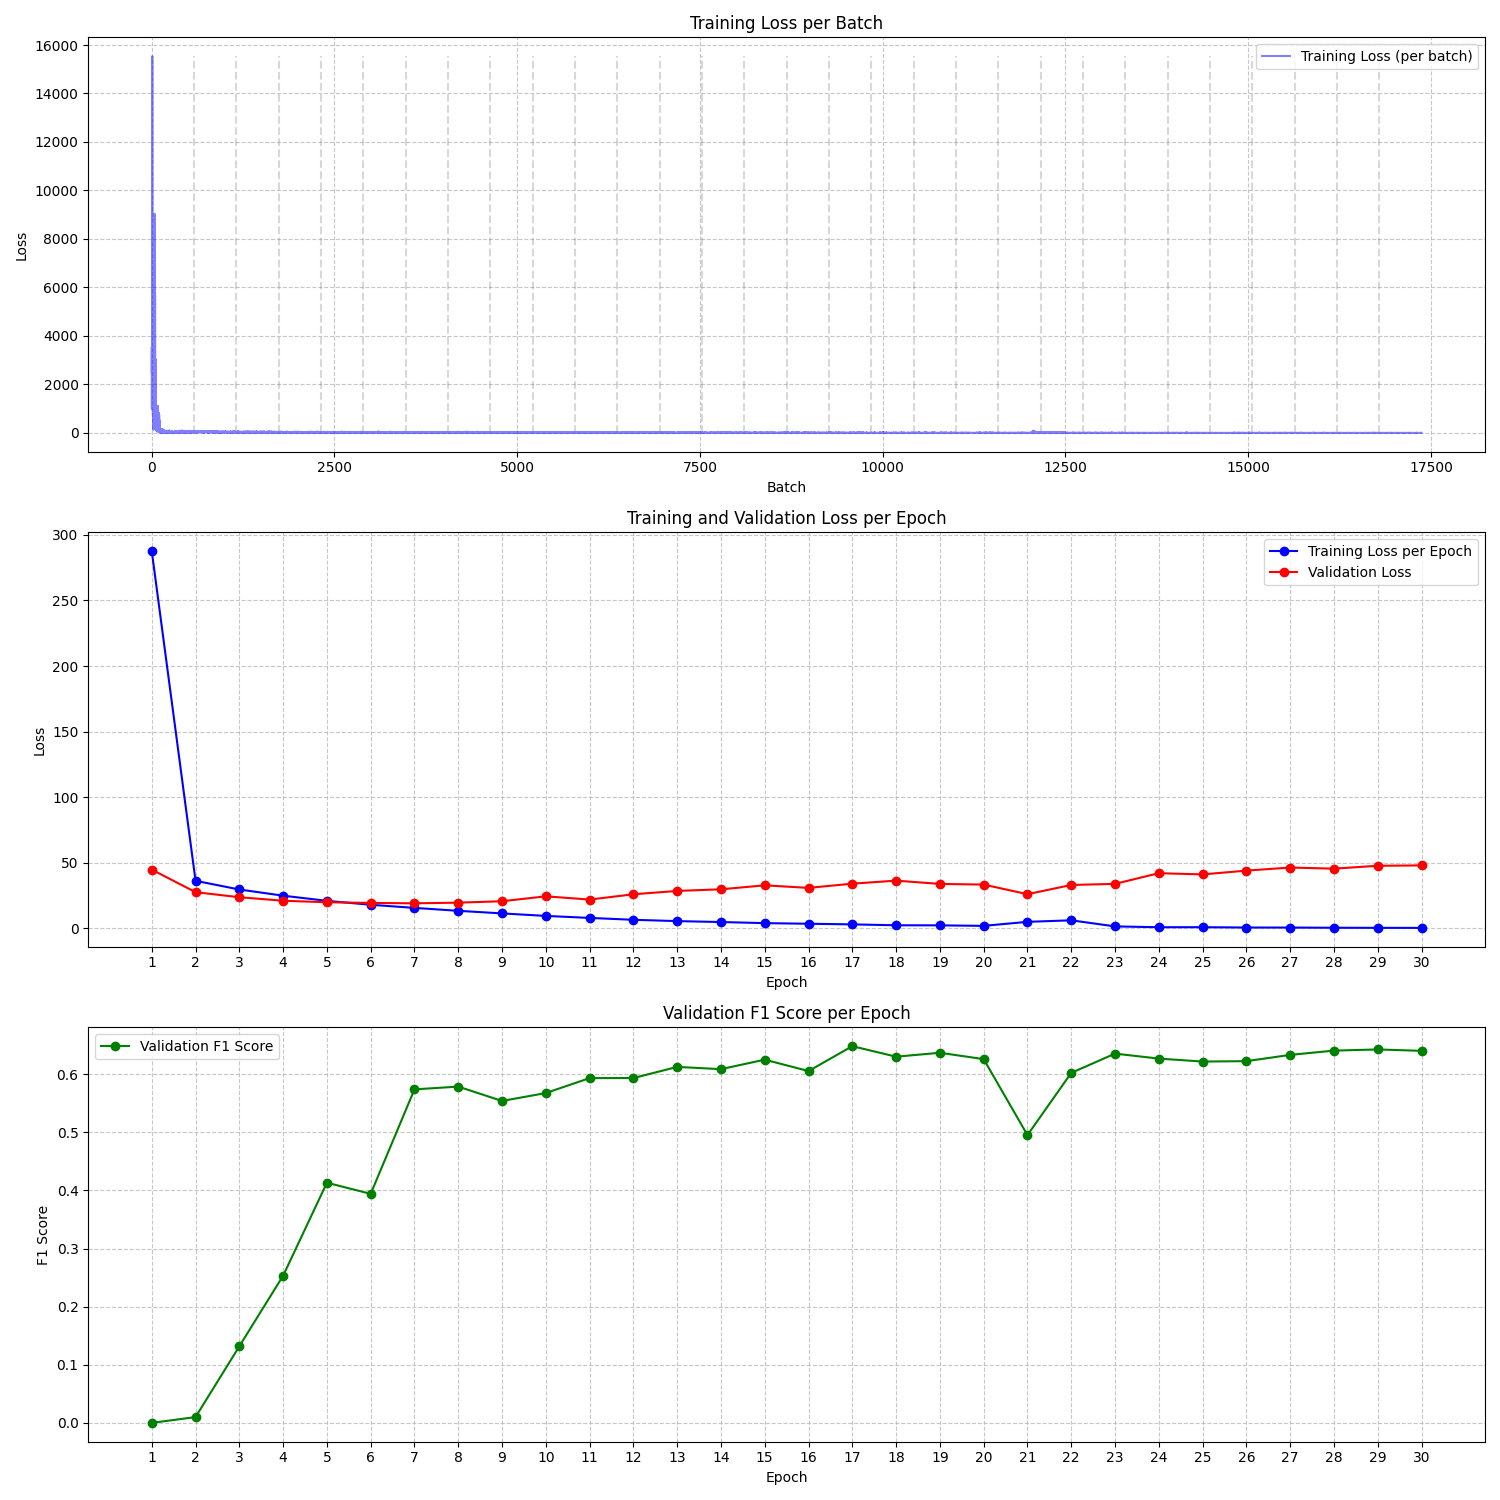 Training Loss per Batch
Training Loss (per batch)
16000
14000
12000
10000
8000
6000
4000
2000
0
Loss
0 2500 5000 7500 10000 12500 15000 17500
Batch
Training and Validation Loss per Epoch
Training Loss per Epoch
Validation Loss
300
250
200
150
100
50
0
Loss
1 2 3 4 5 6 7 8 9 10 11 12 13 14 15 16 17 18 19 20 21 22 23 24 25 26 27 28 29 30
Epoch
Validation F1 Score per Epoch
Validation F1 Score
0.6
0.5
0.4
0.3
0.2
0.1
0.0
F1 Score
1 2 3 4 5 6 7 8 9 10 11 12 13 14 15 16 17 18 19 20 21 22 23 24 25 26 27 28 29 30
Epoch